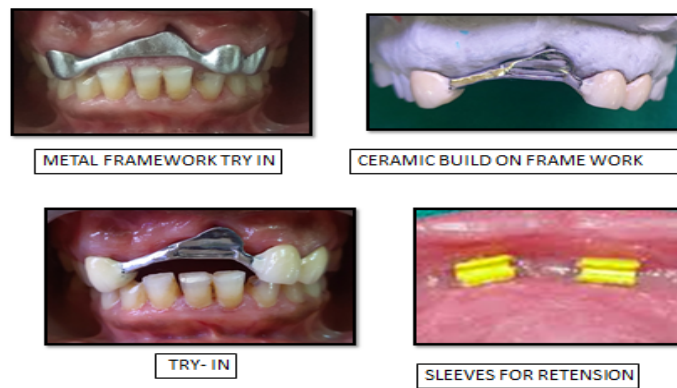 METAL FRAMEWORK TRY IN
CERAMIC BUILD ON FRAME WORK
TRY- IN
SLEEVES FOR RETENSION